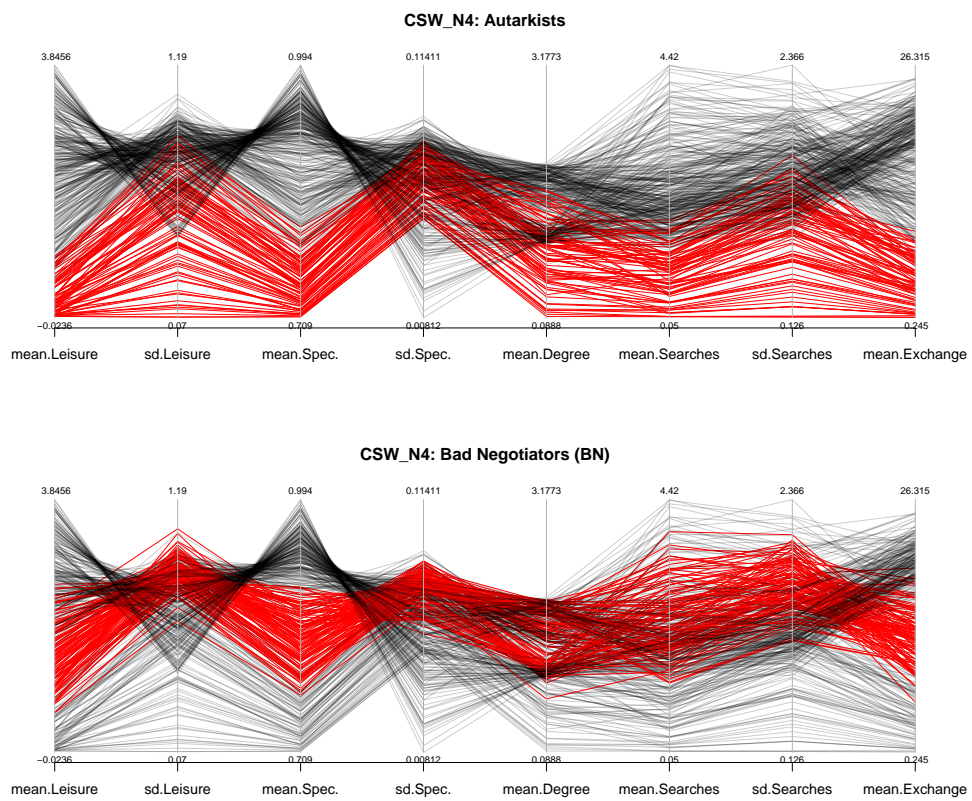 CSW_N4: Autarkists
3.8456 1.19 0.994 0.11411 3.1773 4.42 2.366 26.315
−0.0236 0.07 0.709 0.00812 0.0888 0.05 0.126 0.245
mean.Leisure sd.Leisure mean.Spec. sd.Spec. mean.Degree mean.Searches sd.Searches mean.Exchange
CSW_N4: Bad Negotiators (BN)
3.8456 1.19 0.994 0.11411 3.1773 4.42 2.366 26.315
−0.0236 0.07 0.709 0.00812 0.0888 0.05 0.126 0.245
mean.Leisure sd.Leisure mean.Spec. sd.Spec. mean.Degree mean.Searches sd.Searches mean.Exchange